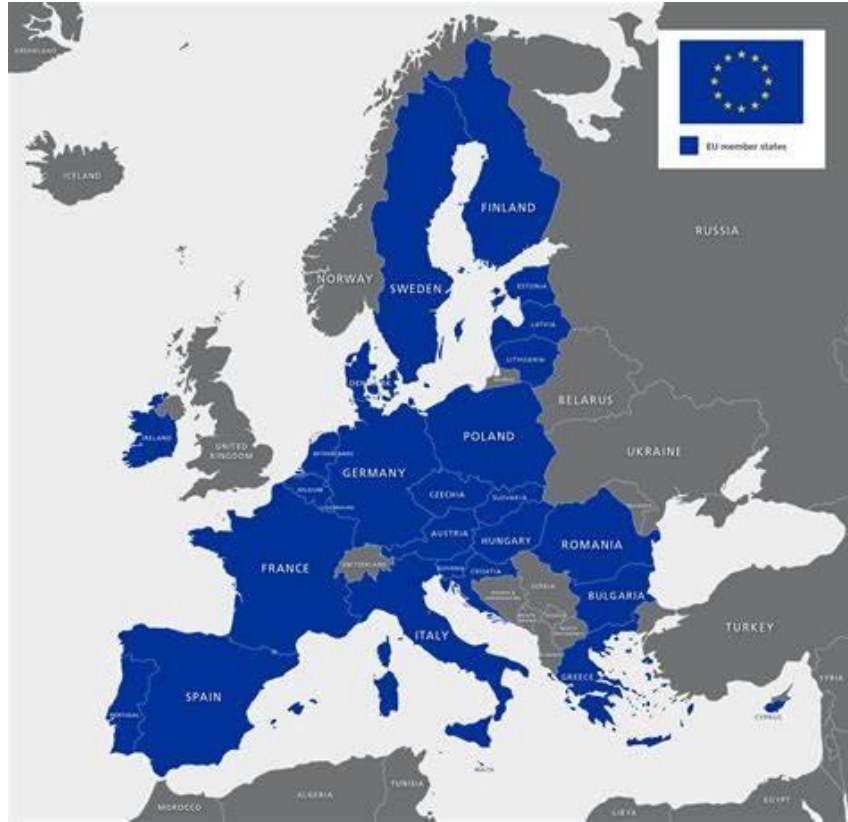 GREENLAND
EU member states
ICELAND
FINLAND
RUSSIA
NORWAY
SWEDEN
ESTONIA
LATVIA
LITHUANIA
DENMARK
BELARUS
IRELAND
UNITED
KINGDOM
POLAND
NETHERLANDS
UKRAINE
GERMANY
BELGIUM
CZECHIA
SLOVAKIA
LUXEMBOURG
AUSTRIA
HUNGARY
ROMANIA
FRANCE
SWITZERLAND
SLOVENIA
CROATIA
SERBIA
BULGARIA
ITALY
TURKEY
GREECE
SPAIN
PORTUGAL
SYRIA
CYPRUS
MALTA
TUNISIA
ALGERIA
MOROCCO
LIBYA
EGYPT